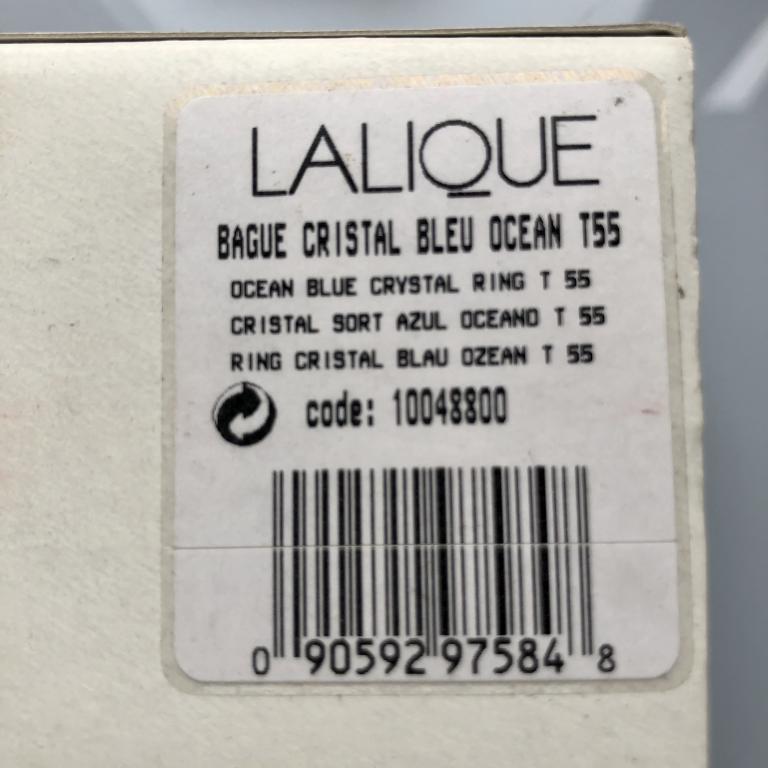 LALIQUE
BAGUE CRISTAL BLEU OCEAN T55
OCEAN BLUE CRYSTAL RING T 55
CRISTAL SORT AZUL OCEANO T 55
RING CRISTAL BLAU OZEAN T 55
code: 10048800
0 90592 97584 8